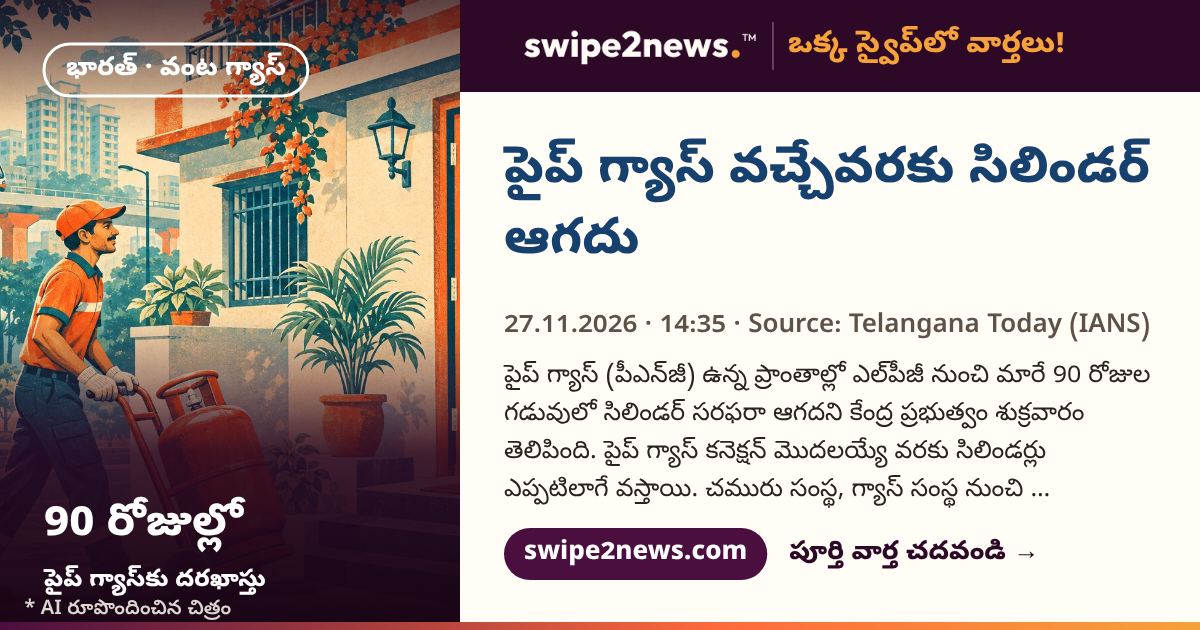 భారత్ · వంట గ్యాస్
90 రోజుల్లో
పైప్ గ్యాస్‌కు దరఖాస్తు
* AI రూపొందించిన చిత్రం
swipe2news.™ ఒక్క స్వైప్‌లో వార్తలు!
పైప్ గ్యాస్ వచ్చేవరకు సిలిండర్
ఆగదు
27.11.2026 · 14:35 · Source: Telangana Today (IANS)
పైప్ గ్యాస్ (పీఎన్‌జీ) ఉన్న ప్రాంతాల్లో ఎల్‌పీజీ నుంచి మారే 90 రోజుల
గడువులో సిలిండర్ సరఫరా ఆగదని కేంద్ర ప్రభుత్వం శుక్రవారం
తెలిపింది. పైప్ గ్యాస్ కనెక్షన్ మొదలయ్యే వరకు సిలిండర్లు
ఎప్పటిలాగే వస్తాయి. చమురు సంస్థ, గ్యాస్ సంస్థ నుంచి ...
swipe2news.com పూర్తి వార్త చదవండి →